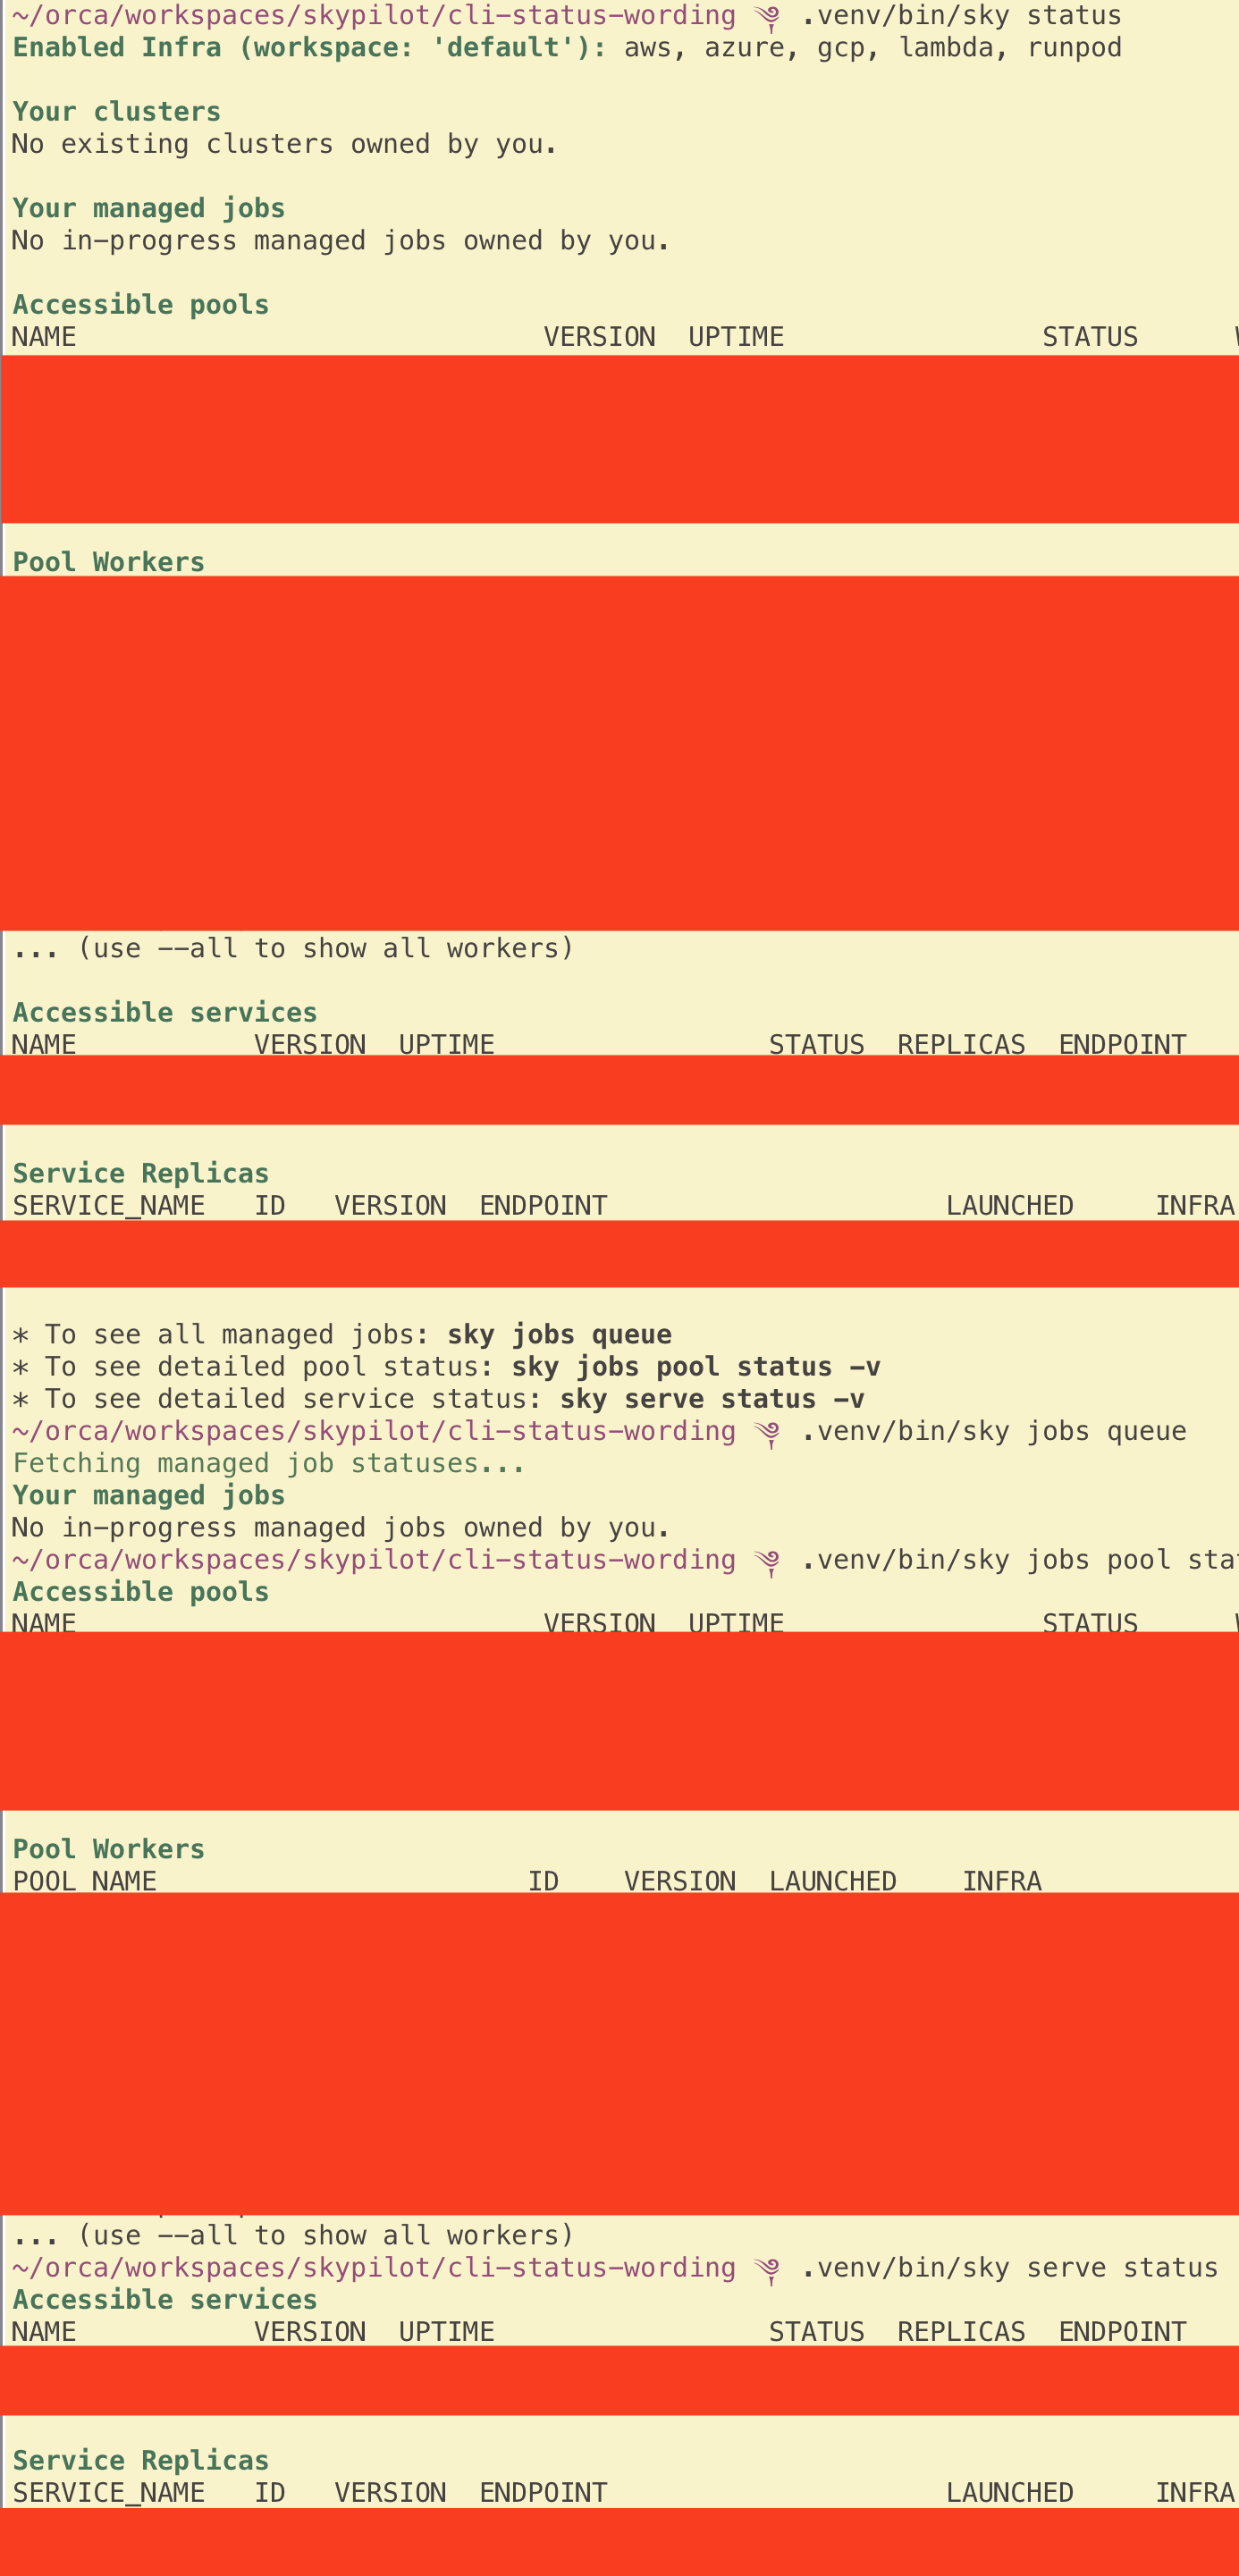 ~/orca/workspaces/skypilot/cli-status-wording .venv/bin/sky status
Enabled Infra (workspace: 'default'): aws, azure, gcp, lambda, runpod
Your clusters
No existing clusters owned by you.
Your managed jobs
No in-progress managed jobs owned by you.
Accessible pools
NAME VERSION UPTIME STATUS
Pool Workers
... (use --all to show all workers)
Accessible services
NAME VERSION UPTIME STATUS REPLICAS ENDPOINT
Service Replicas
SERVICE_NAME ID VERSION ENDPOINT LAUNCHED INFRA
* To see all managed jobs: sky jobs queue
* To see detailed pool status: sky jobs pool status -v
* To see detailed service status: sky serve status -v
~/orca/workspaces/skypilot/cli-status-wording .venv/bin/sky jobs queue
Fetching managed job statuses...
Your managed jobs
No in-progress managed jobs owned by you.
~/orca/workspaces/skypilot/cli-status-wording .venv/bin/sky jobs pool
Accessible pools
NAME VERSION UPTIME STATUS
Pool Workers
POOL_NAME ID VERSION LAUNCHED INFRA
... (use --all to show all workers)
~/orca/workspaces/skypilot/cli-status-wording .venv/bin/sky serve status
Accessible services
NAME VERSION UPTIME STATUS REPLICAS ENDPOINT
Service Replicas
SERVICE_NAME ID VERSION ENDPOINT LAUNCHED INFRA